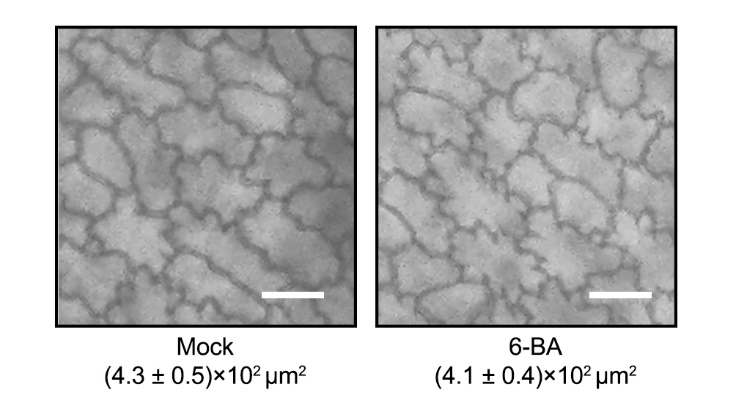 Mock
(4.3 ± 0.5)×10² µm²
6-BA
(4.1 ± 0.4)×10² µm²